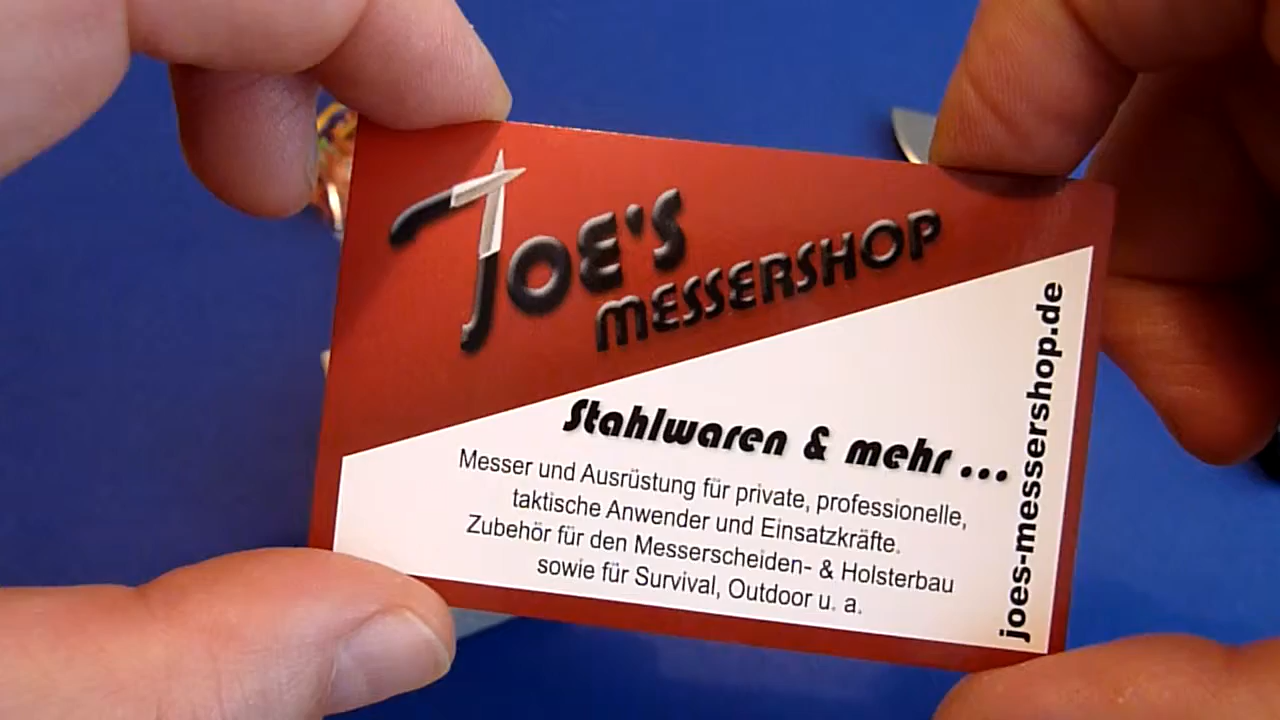 JOE'S
MESSERSHOP
Stahlwaren & mehr ...
Messer und Ausrüstung für private, professionelle,
taktische Anwender und Einsatzkräfte.
Zubehör für den Messerscheiden- & Holsterbau
sowie für Survival, Outdoor u. a.
joes-messershop.de